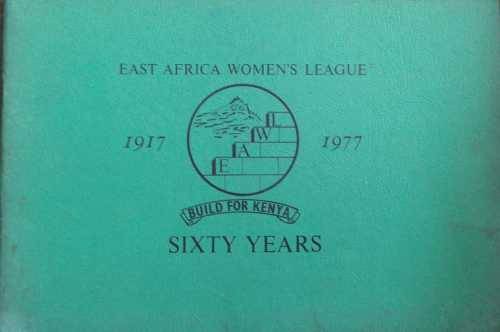 EAST AFRICA WOMEN'S LEAGUE
1917
1977
E A W L
BUILD FOR KENYA
SIXTY YEARS